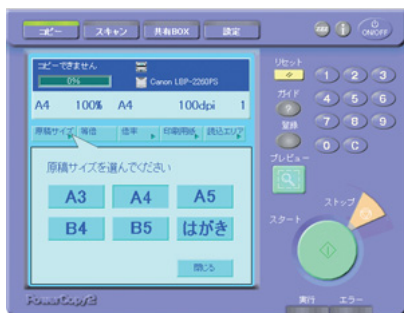 コピー スキャン 共有BOX 設定
ON/OFF
コピーできません
0%
Canon LBP-2260PS
A4 100% A4 100dpi 1
原稿サイズ 等倍 倍率 印刷用紙 読込エリア
原稿サイズを選んでください
A3 A4 A5
B4 B5 はがき
閉じる
リセット
ガイド
?
登録
プレビュー
1 2 3
4 5 6
7 8 9
0 C
ストップ
スタート
実行 エラー
PowerCopy2